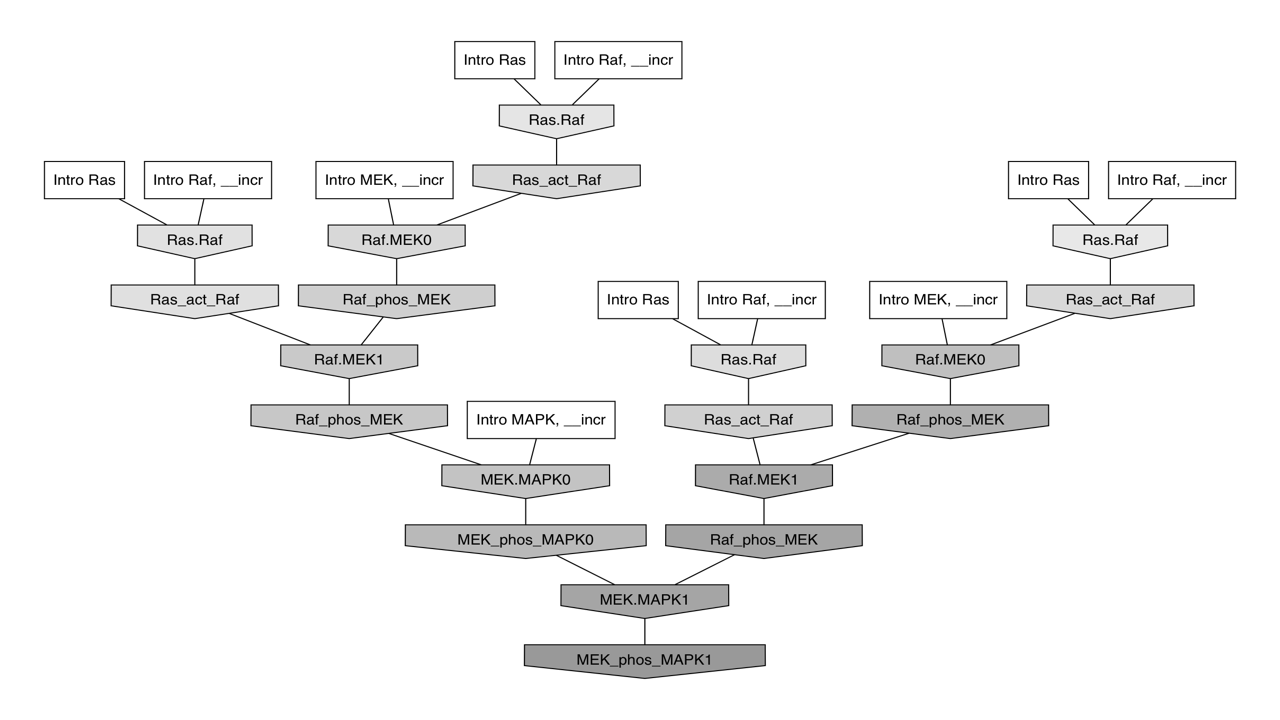 Intro Ras
Intro Raf, __incr
Ras.Raf
Intro Ras
Intro Raf, __incr
Intro MEK, __incr
Ras_act_Raf
Intro Ras
Intro Raf, __incr
Ras.Raf
Raf.MEK0
Ras.Raf
Ras_act_Raf
Raf_phos_MEK
Intro Ras
Intro Raf, __incr
Intro MEK, __incr
Ras_act_Raf
Raf.MEK1
Ras.Raf
Raf.MEK0
Raf_phos_MEK
Intro MAPK, __incr
Ras_act_Raf
Raf_phos_MEK
MEK.MAPK0
Raf.MEK1
MEK_phos_MAPK0
Raf_phos_MEK
MEK.MAPK1
MEK_phos_MAPK1